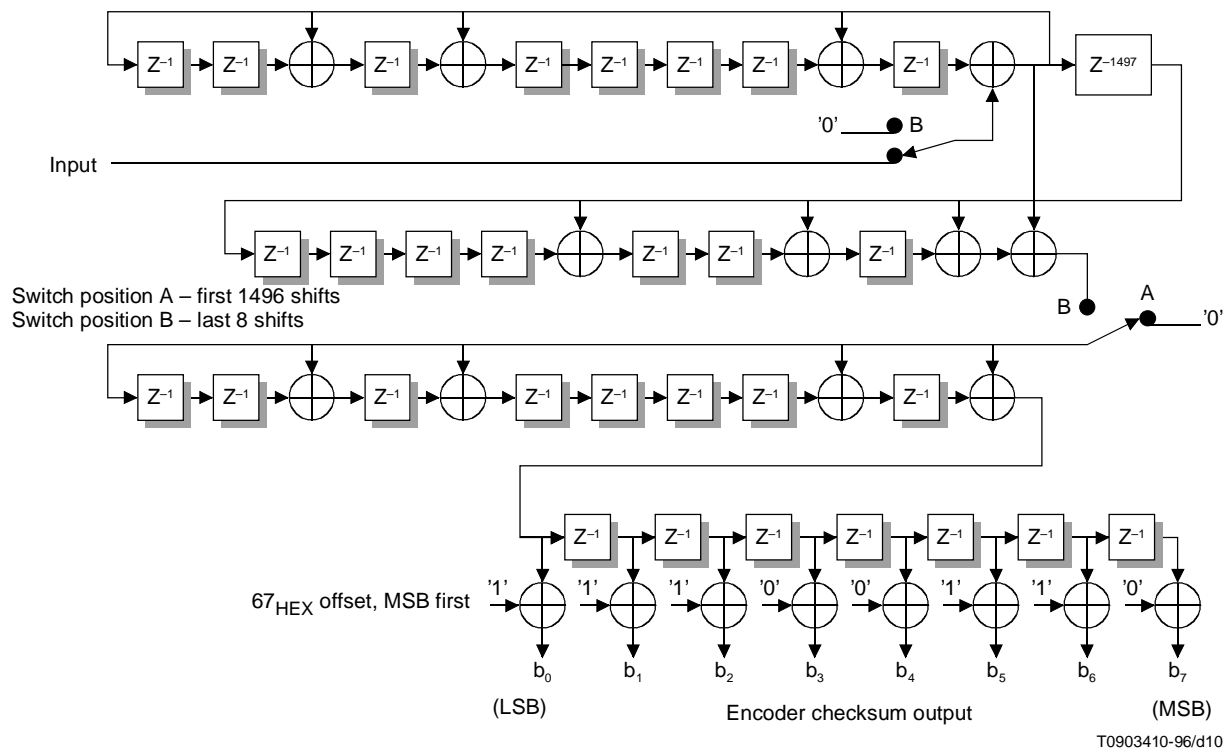 Z⁻¹ Z⁻¹ Z⁻¹ Z⁻¹ Z⁻¹ Z⁻¹ Z⁻¹ Z⁻¹ Z⁻¹⁴⁹⁷
'0' B
Input
Z⁻¹ Z⁻¹ Z⁻¹ Z⁻¹ Z⁻¹ Z⁻¹ Z⁻¹
Switch position A – first 1496 shifts
Switch position B – last 8 shifts
B A '0'
Z⁻¹ Z⁻¹ Z⁻¹ Z⁻¹ Z⁻¹ Z⁻¹ Z⁻¹ Z⁻¹
Z⁻¹ Z⁻¹ Z⁻¹ Z⁻¹ Z⁻¹ Z⁻¹ Z⁻¹
67HEX offset, MSB first '1' '1' '1' '0' '0' '1' '1' '0'
b₀ b₁ b₂ b₃ b₄ b₅ b₆ b₇
(LSB) Encoder checksum output (MSB)
T0903410-96/d10